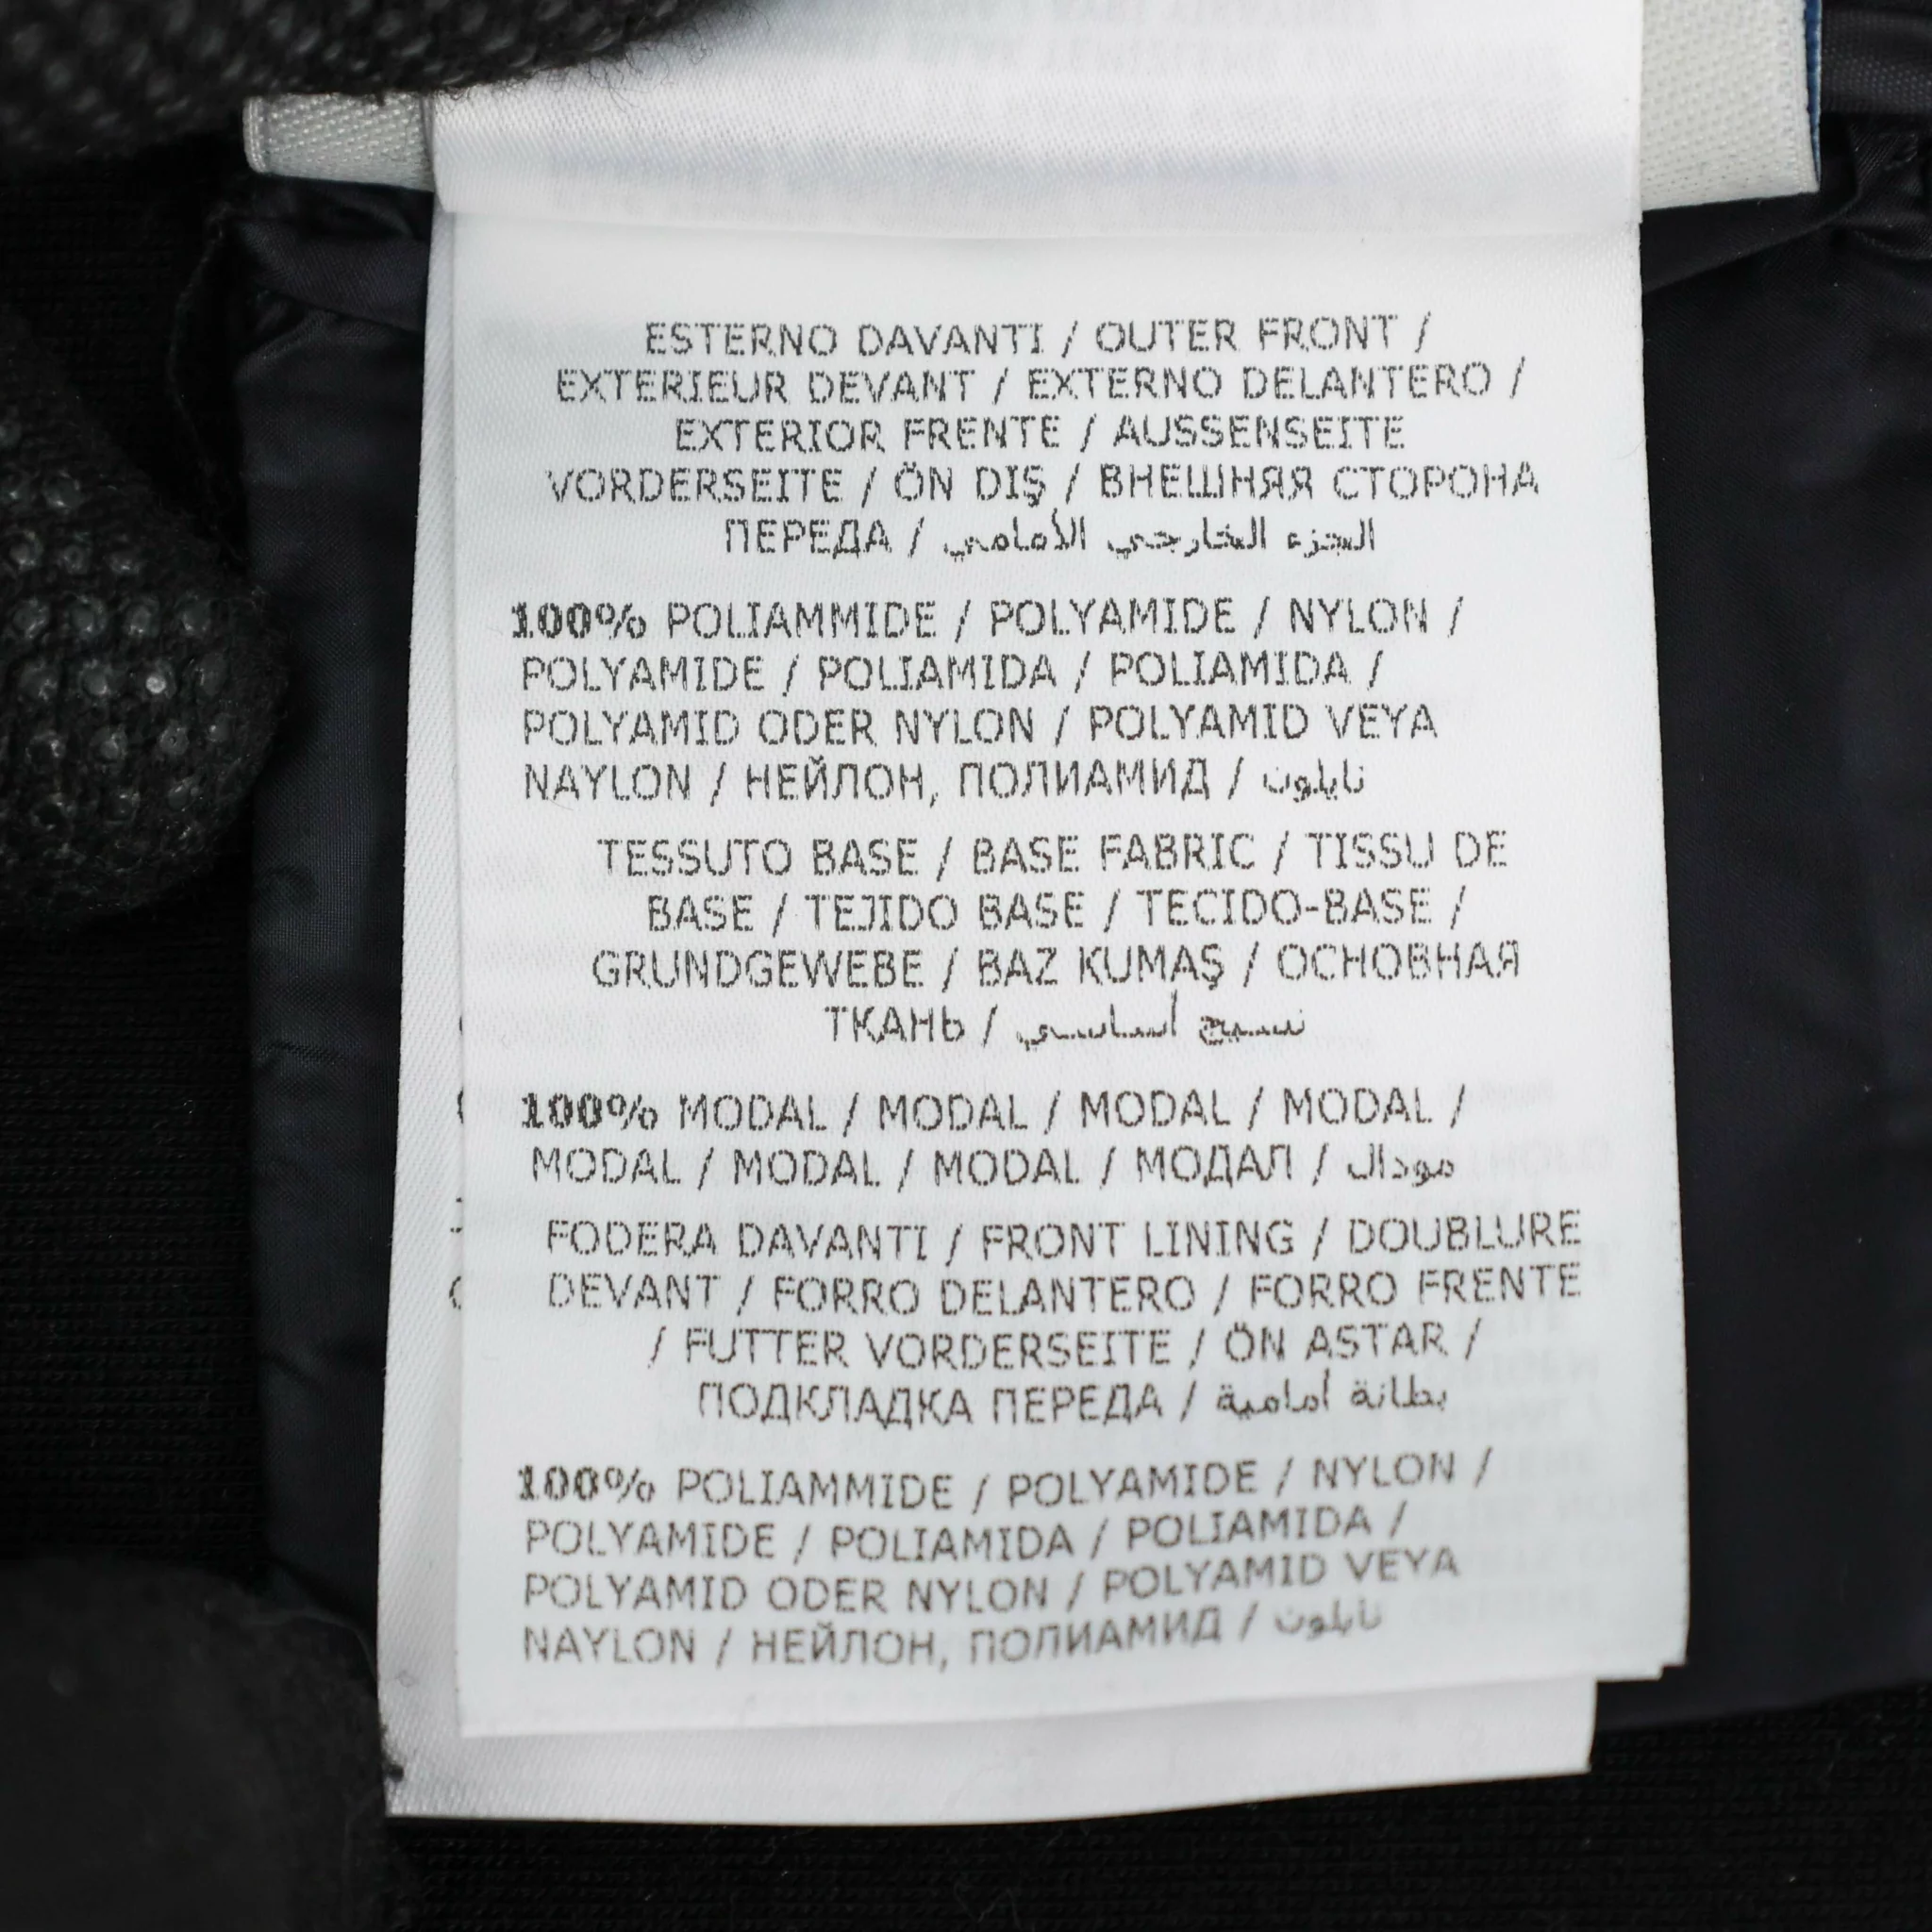 ESTERNO DAVANTI / OUTER FRONT /
EXTERIEUR DEVANT / EXTERNO DELANTERO /
EXTERIOR FRENTE / AUSSENSEITE
VORDERSEITE / ÖN DIŞ / ВНЕШНЯЯ СТОРОНА
ПЕРЕДА / الجزء الخارجي الأمامي
100% POLIAMMIDE / POLYAMIDE / NYLON /
POLYAMIDE / POLIAMIDA / POLIAMIDA /
POLYAMID ODER NYLON / POLYAMID VEYA
NAYLON / НЕЙЛОН, ПОЛИАМИД / نايلون
TESSUTO BASE / BASE FABRIC / TISSU DE
BASE / TEJIDO BASE / TECIDO-BASE /
GRUNDGEWEBE / BAZ KUMAŞ / ОСНОВНАЯ
ТКАНЬ / نسيج أساسي
100% MODAL / MODAL / MODAL / MODAL /
MODAL / MODAL / MODAL / МОДАЛ / مودال
FODERA DAVANTI / FRONT LINING / DOUBLURE
DEVANT / FORRO DELANTERO / FORRO FRENTE
/ FUTTER VORDERSEITE / ÖN ASTAR /
ПОДКЛАДКА ПЕРЕДА / بطانة أمامية
100% POLIAMMIDE / POLYAMIDE / NYLON /
POLYAMIDE / POLIAMIDA / POLIAMIDA /
POLYAMID ODER NYLON / POLYAMID VEYA
NAYLON / НЕЙЛОН, ПОЛИАМИД / نايلون